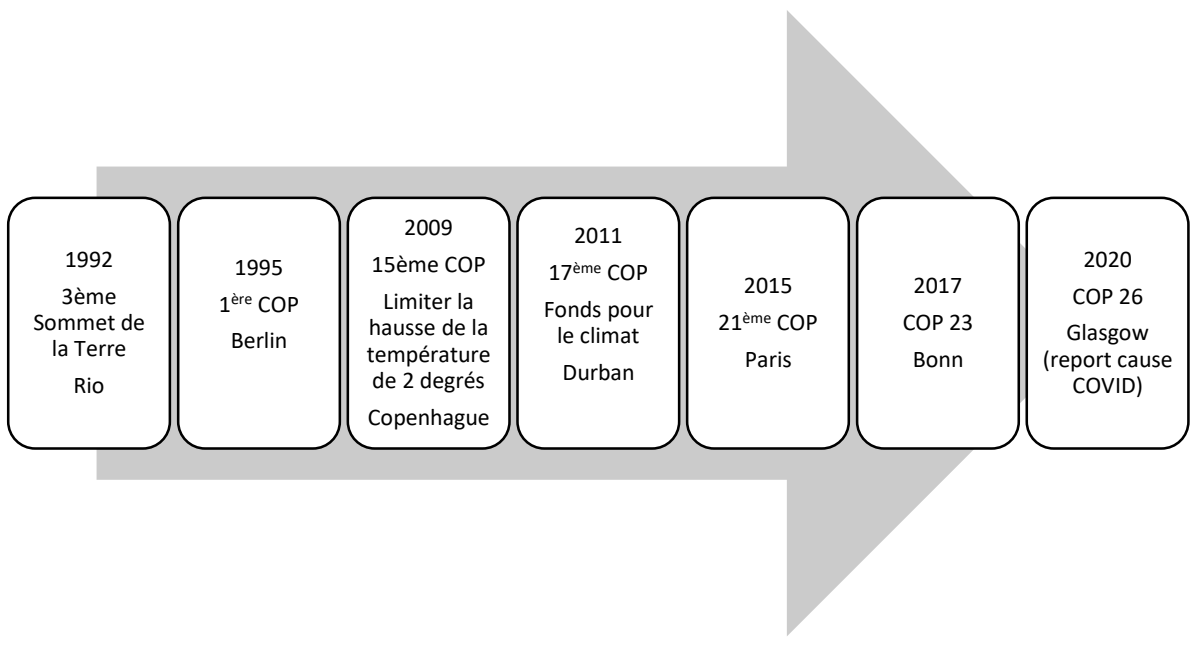 1992
3ème
Sommet de
la Terre
Rio
1995
1ère COP
Berlin
2009
15ème COP
Limiter la
hausse de la
température
de 2 degrés
Copenhague
2011
17ème COP
Fonds pour
le climat
Durban
2015
21ème COP
Paris
2017
COP 23
Bonn
2020
COP 26
Glasgow
(report cause
COVID)